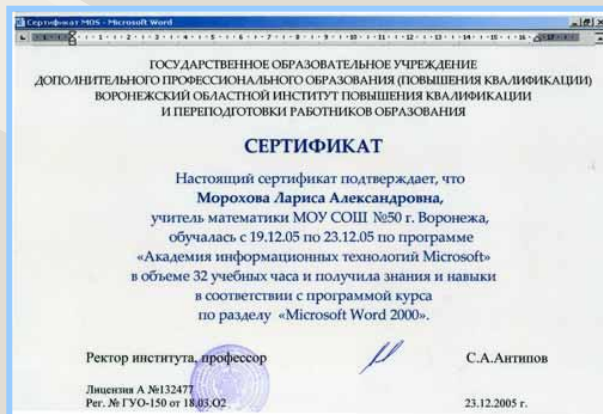 Сертификат MOS - Microsoft Word
ГОСУДАРСТВЕННОЕ ОБРАЗОВАТЕЛЬНОЕ УЧРЕЖДЕНИЕ
ДОПОЛНИТЕЛЬНОГО ПРОФЕССИОНАЛЬНОГО ОБРАЗОВАНИЯ (ПОВЫШЕНИЯ КВАЛИФИКАЦИИ)
ВОРОНЕЖСКИЙ ОБЛАСТНОЙ ИНСТИТУТ ПОВЫШЕНИЯ КВАЛИФИКАЦИИ
И ПЕРЕПОДГОТОВКИ РАБОТНИКОВ ОБРАЗОВАНИЯ
СЕРТИФИКАТ
Настоящий сертификат подтверждает, что
Морохова Лариса Александровна,
учитель математики МОУ СОШ №50 г. Воронежа,
обучалась с 19.12.05 по 23.12.05 по программе
«Академия информационных технологий Microsoft»
в объеме 32 учебных часа и получила знания и навыки
в соответствии с программой курса
по разделу «Microsoft Word 2000».
Ректор института, профессор С.А.Антипов
Лицензия А №132477
Рег. № ГУО-150 от 18.03.О2 23.12.2005 г.